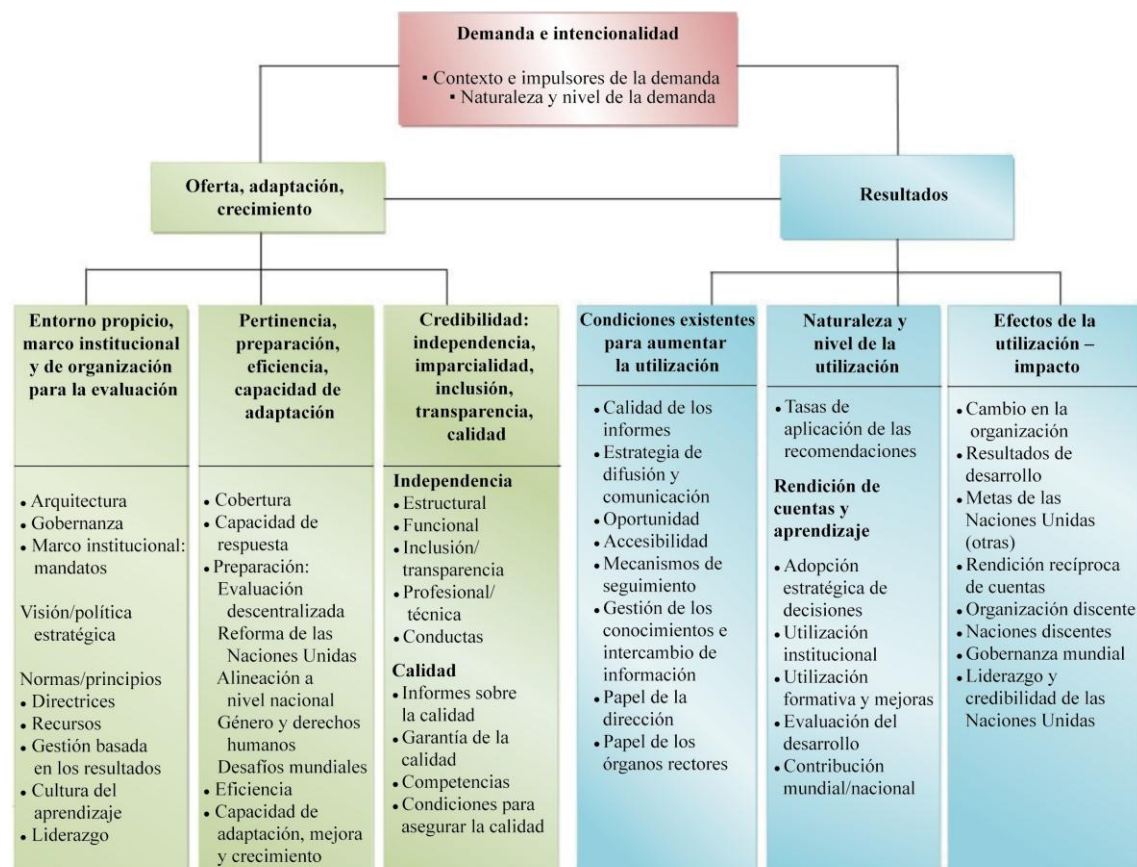 Demanda e intencionalidad
▪ Contexto e impulsores de la demanda
▪ Naturaleza y nivel de la demanda
Oferta, adaptación,
crecimiento
Resultados
Entorno propicio,
marco institucional
y de organización
para la evaluación
• Arquitectura
• Gobernanza
• Marco institucional:
mandatos
Visión/política
estratégica
Normas/principios
• Directrices
• Recursos
• Gestión basada
en los resultados
• Cultura del
aprendizaje
• Liderazgo
Pertinencia,
preparación,
eficiencia,
capacidad de
adaptación
• Cobertura
• Capacidad de
respuesta
• Preparación:
Evaluación
descentralizada
Reforma de las
Naciones Unidas
Alineación a
nivel nacional
Género y derechos
humanos
Desafíos mundiales
• Eficiencia
• Capacidad de
adaptación, mejora
y crecimiento
Credibilidad:
independencia,
imparcialidad,
inclusión,
transparencia,
calidad
Independencia
• Estructural
• Funcional
• Inclusión/
transparencia
• Profesional/
técnica
• Conductas
Calidad
• Informes sobre
la calidad
• Garantía de la
calidad
• Competencias
• Condiciones para
asegurar la calidad
Condiciones existentes
para aumentar
la utilización
• Calidad de los
informes
• Estrategia de
difusión y
comunicación
• Oportunidad
• Accesibilidad
• Mecanismos de
seguimiento
• Gestión de los
conocimientos e
intercambio de
información
• Papel de la
dirección
• Papel de los
órganos rectores
Naturaleza y
nivel de la
utilización
• Tasas de
aplicación de las
recomendaciones
Rendición de
cuentas y
aprendizaje
• Adopción
estratégica de
decisiones
• Utilización
institucional
• Utilización
formativa y mejoras
• Evaluación del
desarrollo
• Contribución
mundial/nacional
Efectos de la
utilización –
impacto
• Cambio en la
organización
• Resultados de
desarrollo
• Metas de las
Naciones Unidas
(otras)
• Rendición recíproca
de cuentas
• Organización discente
• Naciones discentes
• Gobernanza mundial
• Liderazgo y
credibilidad de las
Naciones Unidas